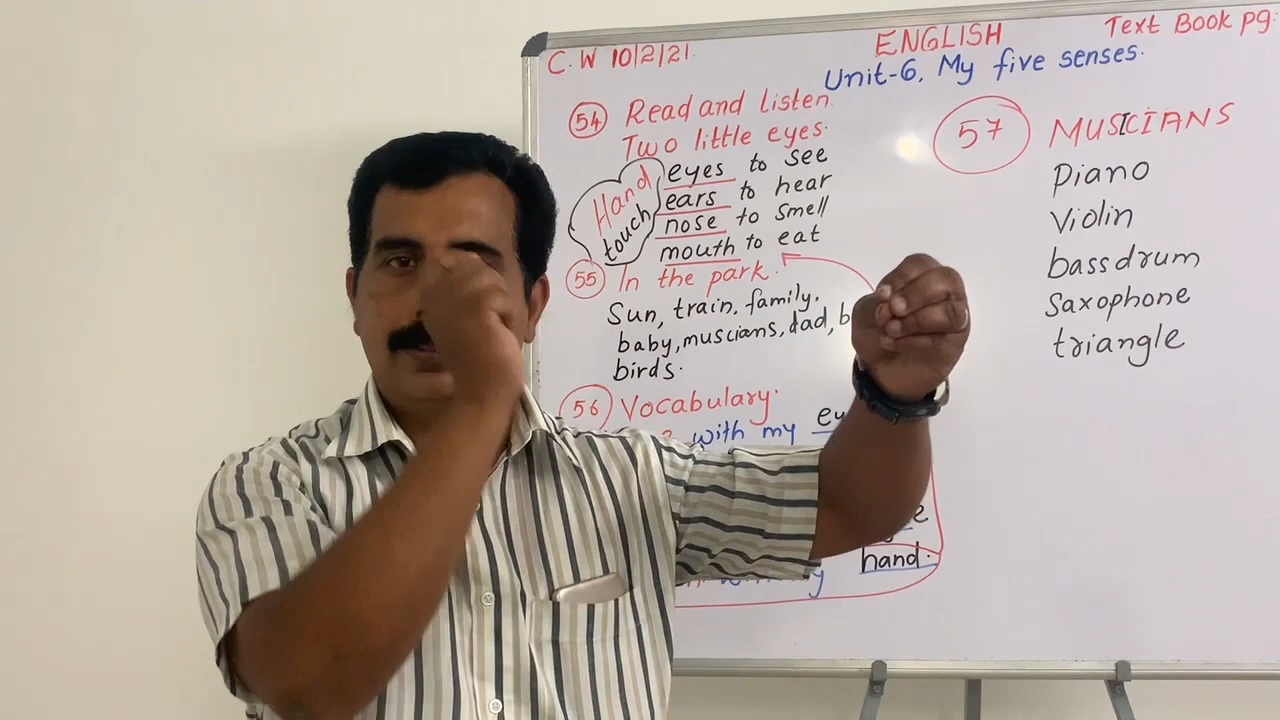 C.W 10/2/21.
ENGLISH
Text Book pg:
Unit-6, My five senses.
54 Read and listen
Two little eyes.
Hand
touch
eyes to see
ears to hear
nose to smell
mouth to eat
55 In the park.
Sun, train, family,
baby, muscians, dad, b
birds.
56 Vocabulary.
with my
hand.
57 MUSICIANS
Piano
Violin
bassdrum
Saxophone
triangle